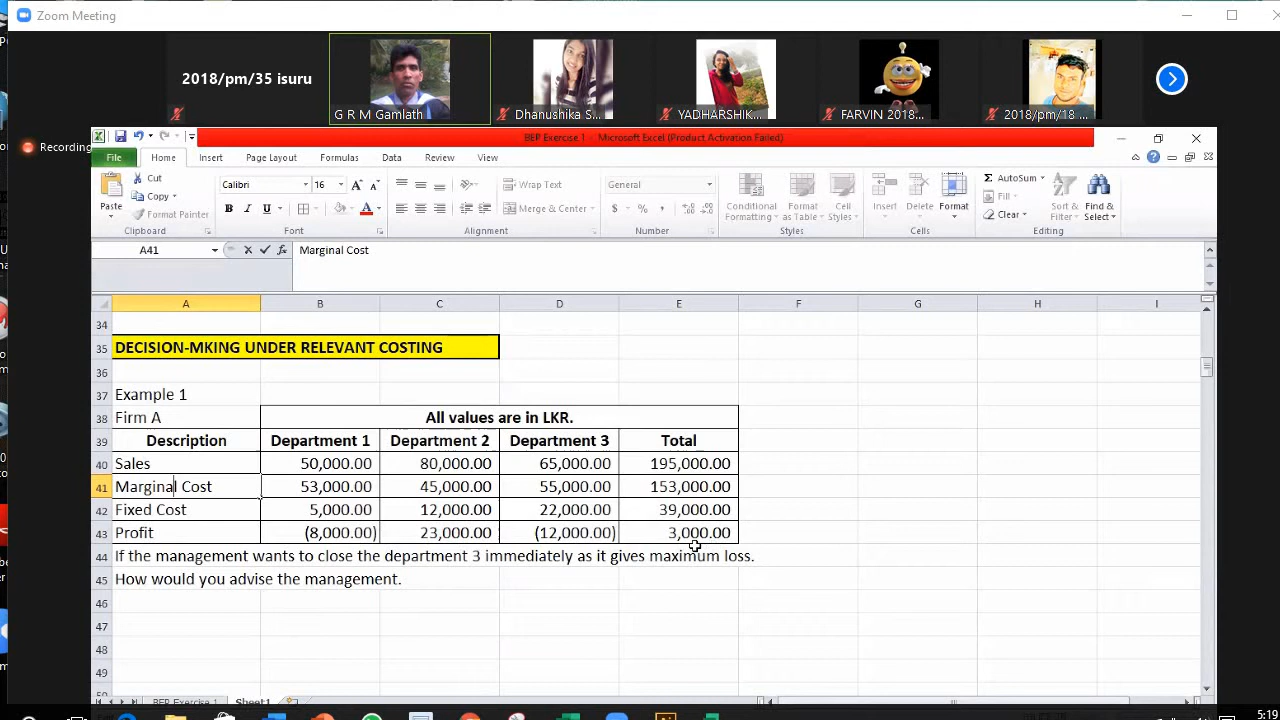 Zoom Meeting
2018/pm/35 isuru
G R M Gamlath
Dhanushika S...
YADHARSHIK...
FARVIN 2018...
2018/pm/18 ...
Recording
BEP Exercise 1 - Microsoft Excel (Product Activation Failed)
File Home Insert Page Layout Formulas Data Review View
Paste
Cut
Copy
Format Painter
Clipboard
Calibri 16
B I U
Font
Wrap Text
Merge & Center
Alignment
General
$ % ,
Number
Conditional Formatting
Format as Table
Cell Styles
Styles
Insert Delete Format
Cells
AutoSum
Fill
Clear
Sort & Filter
Find & Select
Editing
A41 fx Marginal Cost
A B C D E F G H I
34
35 DECISION-MKING UNDER RELEVANT COSTING
36
37 Example 1
38 Firm A All values are in LKR.
39 Description Department 1 Department 2 Department 3 Total
40 Sales 50,000.00 80,000.00 65,000.00 195,000.00
41 Marginal Cost 53,000.00 45,000.00 55,000.00 153,000.00
42 Fixed Cost 5,000.00 12,000.00 22,000.00 39,000.00
43 Profit (8,000.00) 23,000.00 (12,000.00) 3,000.00
44 If the management wants to close the department 3 immediately as it gives maximum loss.
45 How would you advise the management.
46
47
48
49
50
BEP Exercise 1 Sheet1
5:19